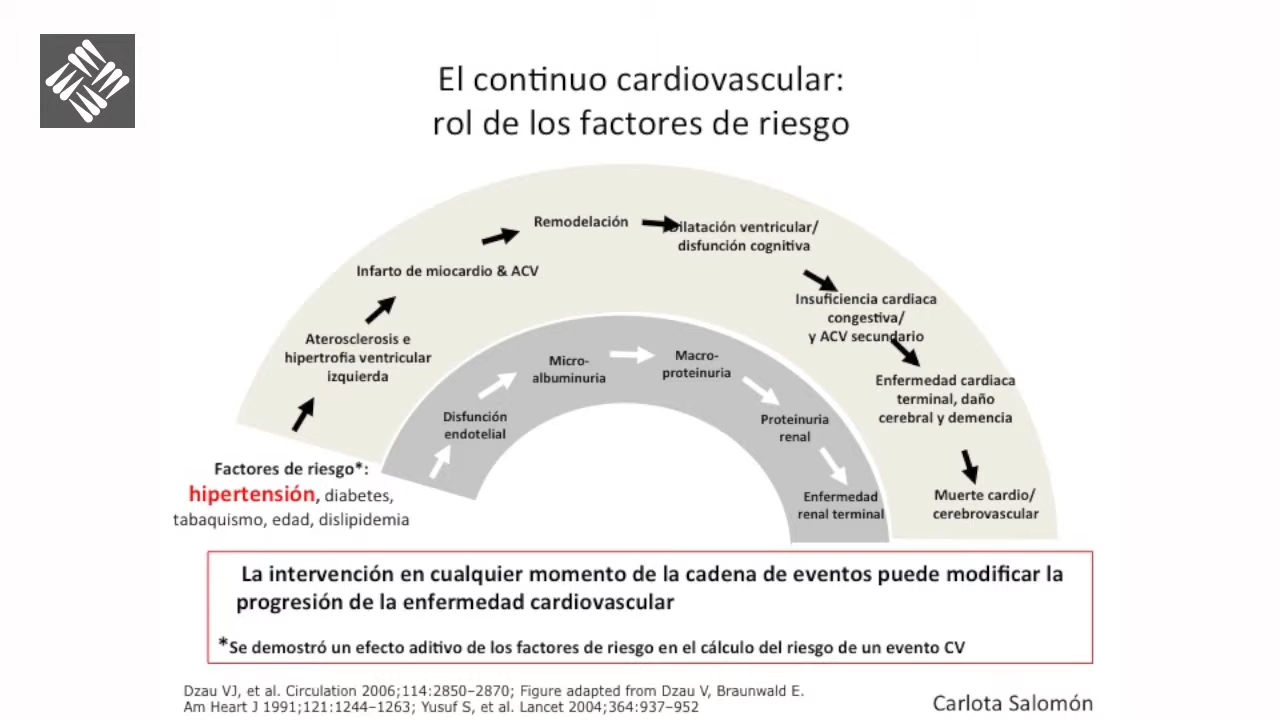 El continuo cardiovascular:
rol de los factores de riesgo
Remodelación
Dilatación ventricular/
disfunción cognitiva
Infarto de miocardio & ACV
Insuficiencia cardiaca
congestiva/
y ACV secundario
Aterosclerosis e
hipertrofia ventricular
izquierda
Micro-
albuminuria
Macro-
proteinuria
Enfermedad cardiaca
terminal, daño
cerebral y demencia
Disfunción
endotelial
Proteinuria
renal
Factores de riesgo*:
hipertensión, diabetes,
tabaquismo, edad, dislipidemia
Enfermedad
renal terminal
Muerte cardio/
cerebrovascular
La intervención en cualquier momento de la cadena de eventos puede modificar la
progresión de la enfermedad cardiovascular
*Se demostró un efecto aditivo de los factores de riesgo en el cálculo del riesgo de un evento CV
Dzau VJ, et al. Circulation 2006;114:2850–2870; Figure adapted from Dzau V, Braunwald E.
Am Heart J 1991;121:1244–1263; Yusuf S, et al. Lancet 2004;364:937–952
Carlota Salomón